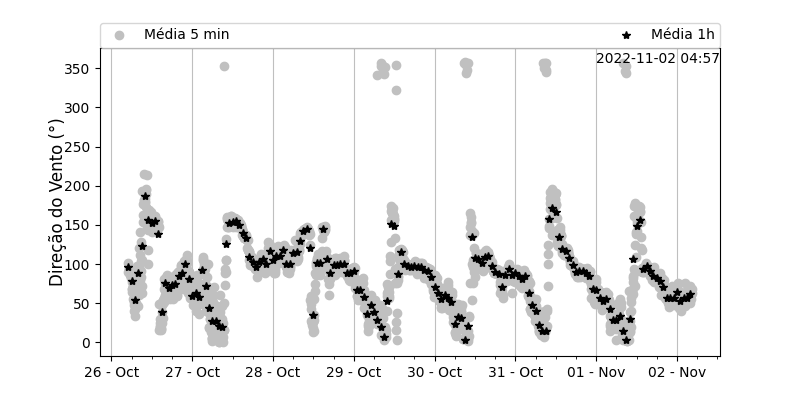 Média 5 min
Média 1h
2022-11-02 04:57
Direção do Vento (°)
350
300
250
200
150
100
50
0
26 - Oct
27 - Oct
28 - Oct
29 - Oct
30 - Oct
31 - Oct
01 - Nov
02 - Nov